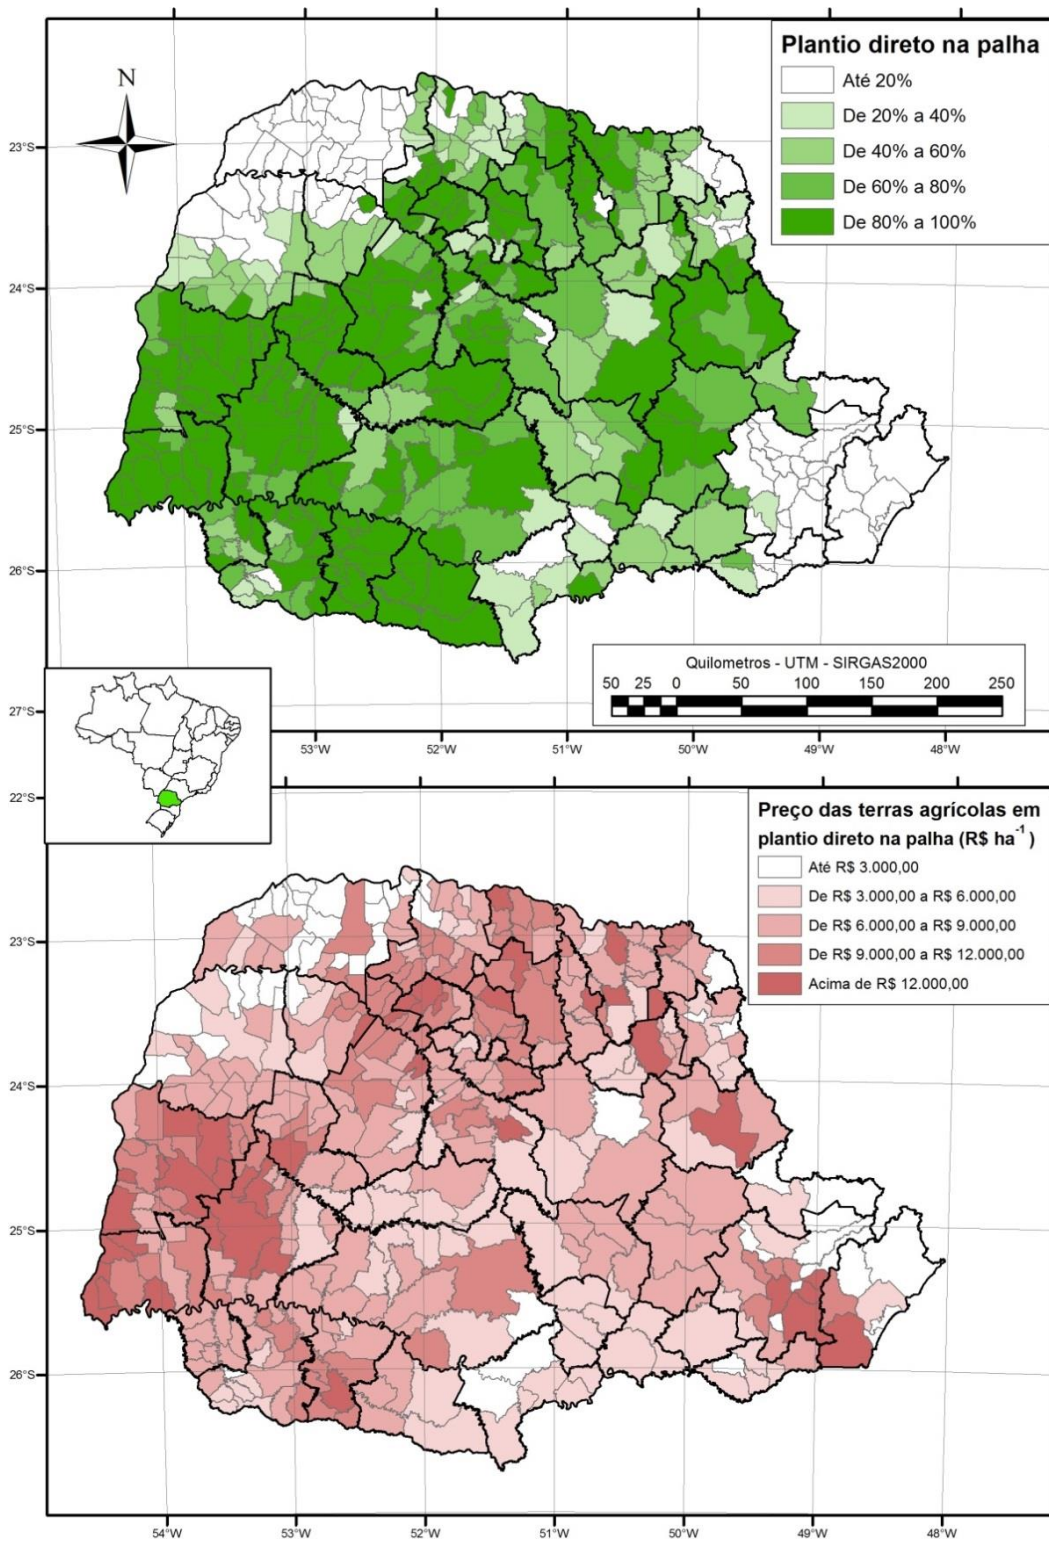 Plantio direto na palha
Até 20%
De 20% a 40%
De 40% a 60%
De 60% a 80%
De 80% a 100%
N
23°S
24°S
25°S
26°S
27°S
Quilometros - UTM - SIRGAS2000
50 25 0 50 100 150 200 250
53°W 52°W 51°W 50°W 49°W 48°W
22°S
Preço das terras agrícolas em
plantio direto na palha (R$ ha⁻¹ )
Até R$ 3.000,00
De R$ 3.000,00 a R$ 6.000,00
De R$ 6.000,00 a R$ 9.000,00
De R$ 9.000,00 a R$ 12.000,00
Acima de R$ 12.000,00
23°S
24°S
25°S
26°S
54°W 53°W 52°W 51°W 50°W 49°W 48°W